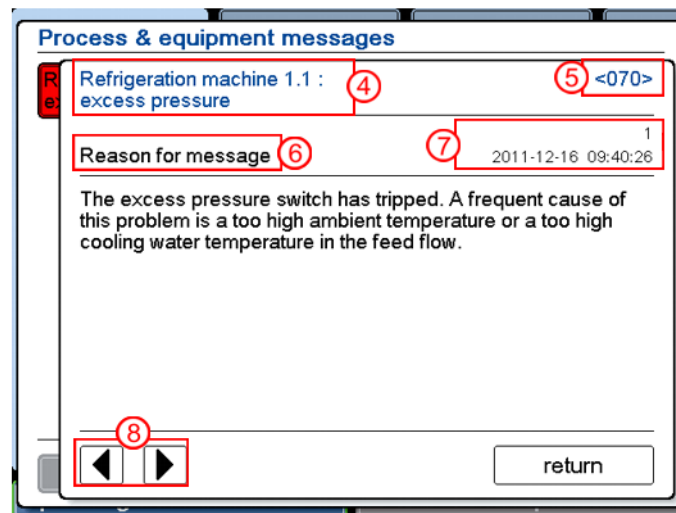 Process & equipment messages
Refrigeration machine 1.1 :
excess pressure
4
5
<070>
Reason for message
6
7
1
2011-12-16 09:40:26
The excess pressure switch has tripped. A frequent cause of
this problem is a too high ambient temperature or a too high
cooling water temperature in the feed flow.
8
return